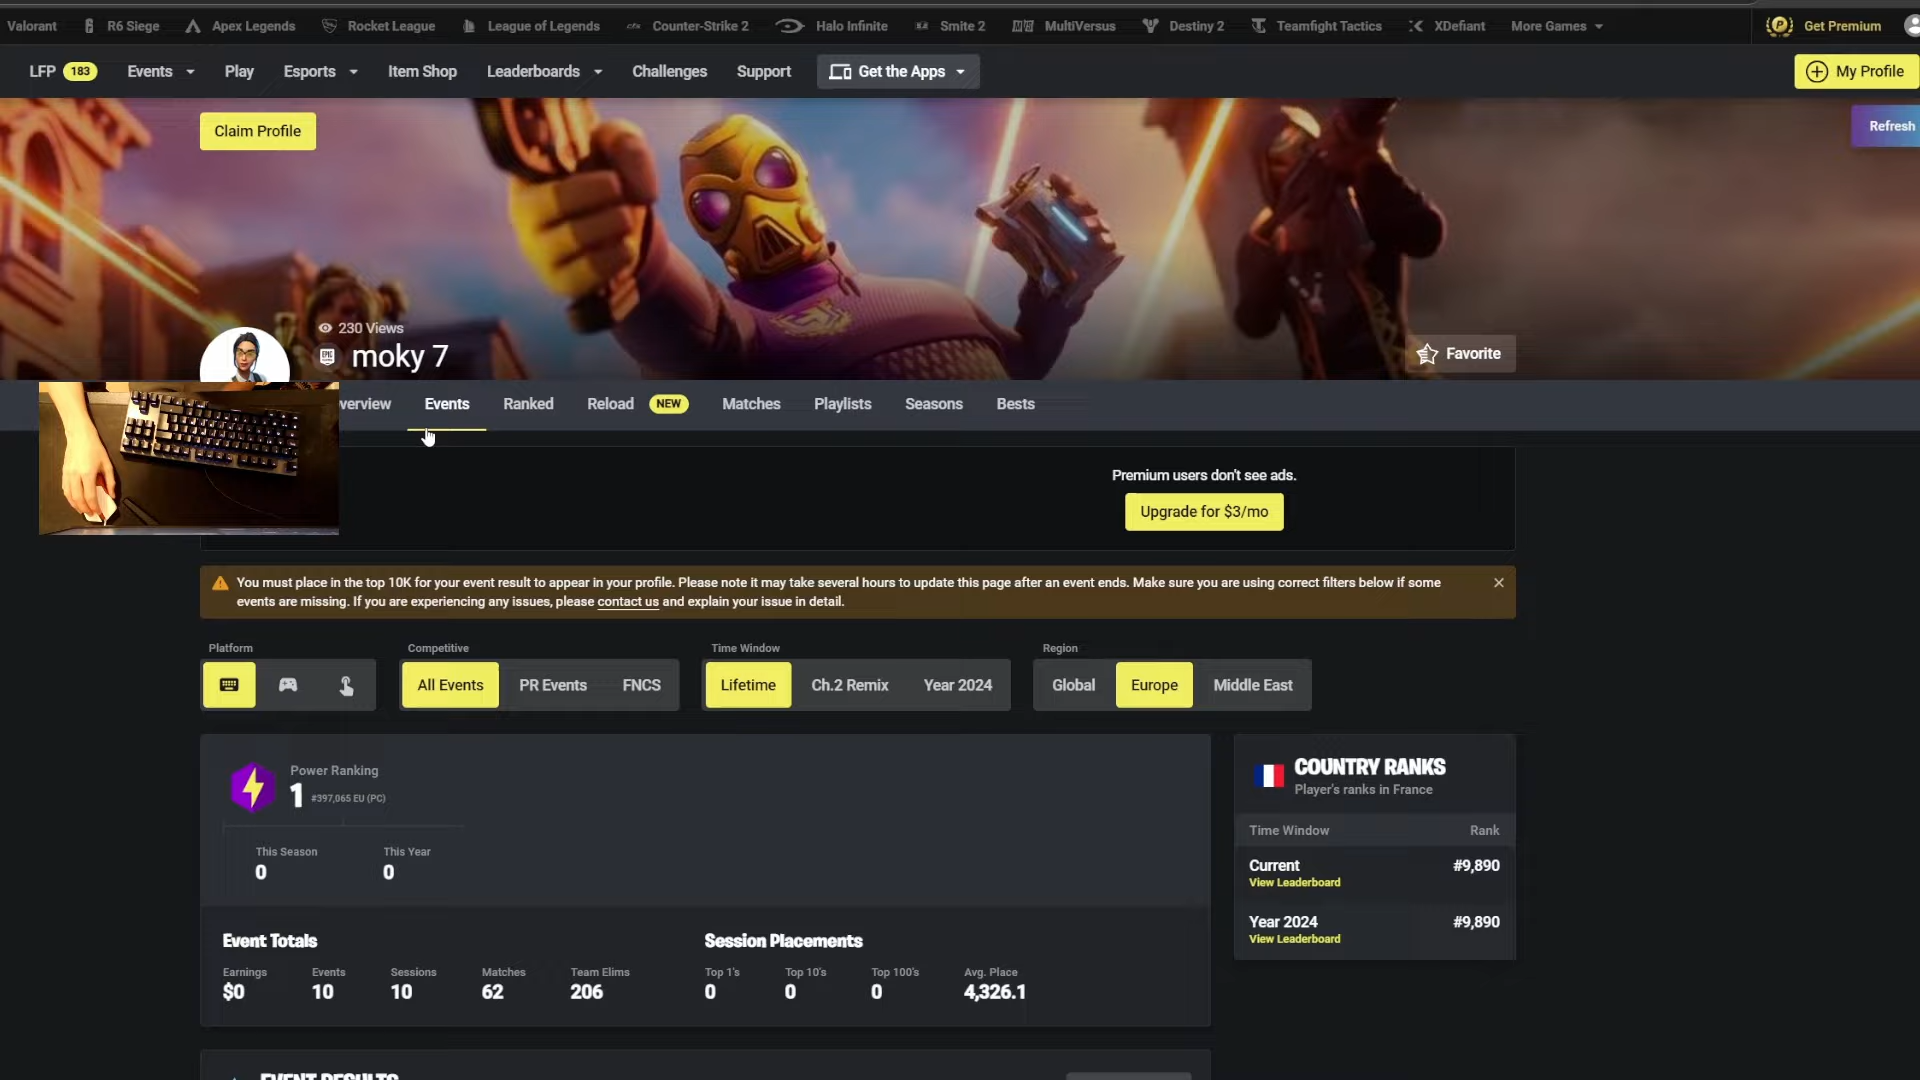 Valorant R6 Siege Apex Legends Rocket League League of Legends Counter-Strike 2 Halo Infinite Smite 2 MultiVersus Destiny 2 Teamfight Tactics XDefiant More Games Get Premium
LFP 183 Events Play Esports Item Shop Leaderboards Challenges Support Get the Apps My Profile
Claim Profile
Refresh
230 Views
EPIC GAMES moky 7
Favorite
verview Events Ranked Reload NEW Matches Playlists Seasons Bests
Premium users don't see ads.
Upgrade for $3/mo
You must place in the top 10K for your event result to appear in your profile. Please note it may take several hours to update this page after an event ends. Make sure you are using correct filters below if some
events are missing. If you are experiencing any issues, please contact us and explain your issue in detail.
Platform Competitive Time Window Region
All Events PR Events FNCS Lifetime Ch.2 Remix Year 2024 Global Europe Middle East
Power Ranking
1 #397,065 EU (PC)
This Season This Year
0 0
COUNTRY RANKS
Player's ranks in France
Time Window Rank
Current #9,890
View Leaderboard
Year 2024 #9,890
View Leaderboard
Event Totals Session Placements
Earnings Events Sessions Matches Team Elims Top 1's Top 10's Top 100's Avg. Place
$0 10 10 62 206 0 0 0 4,326.1
EVENT RESULTS